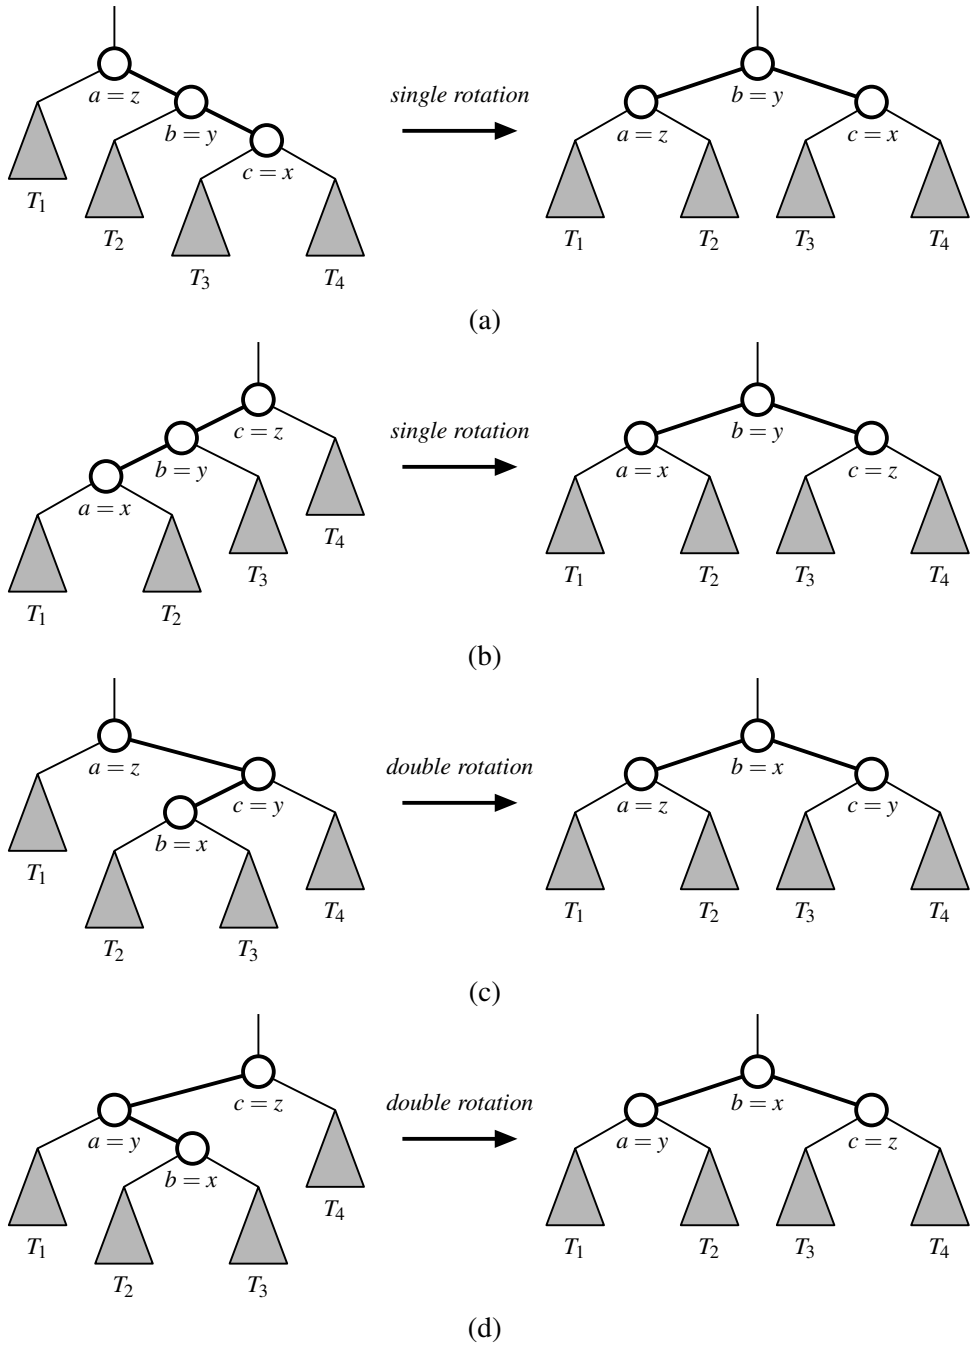 a = z
b = y
c = x
T1
T2
T3
T4
single rotation
b = y
a = z
c = x
T1
T2
T3
T4
(a)
c = z
b = y
a = x
T4
T3
T1
T2
single rotation
b = y
a = x
c = z
T1
T2
T3
T4
(b)
a = z
c = y
b = x
T1
T4
T2
T3
double rotation
b = x
a = z
c = y
T1
T2
T3
T4
(c)
c = z
a = y
b = x
T4
T1
T2
T3
double rotation
b = x
a = y
c = z
T1
T2
T3
T4
(d)